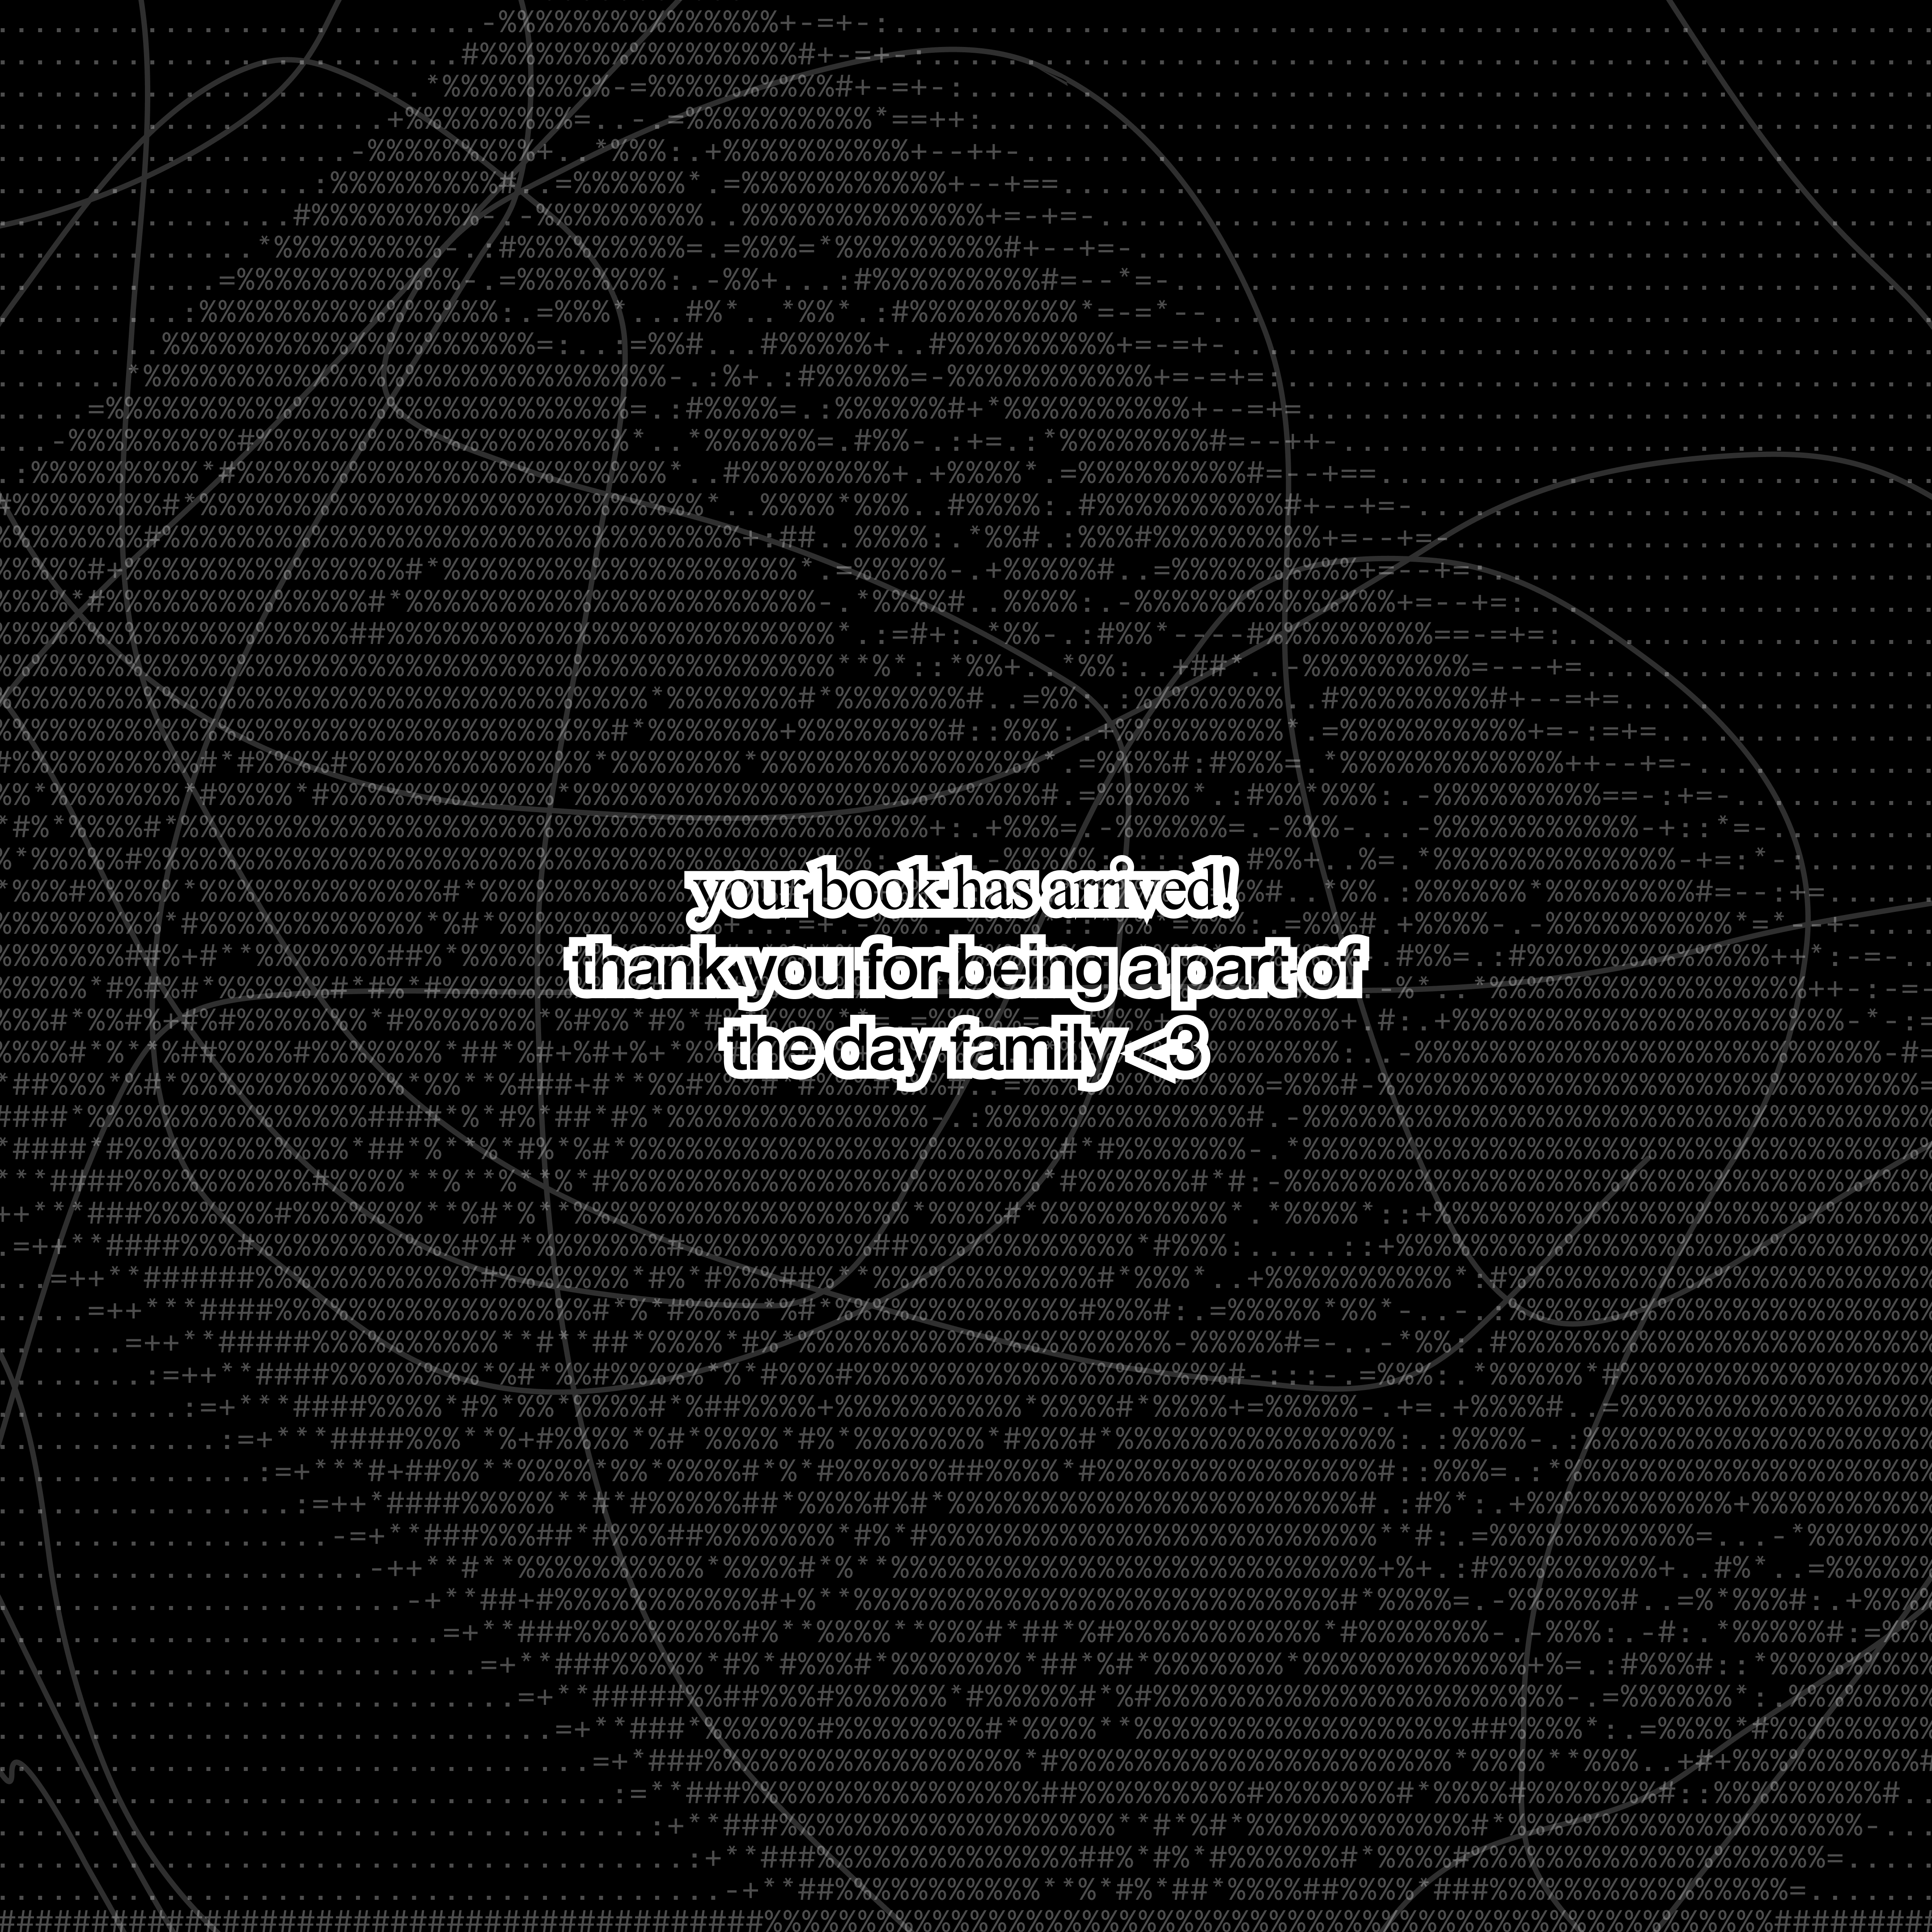 your book has arrived!
thank you for being a part of
the day family <3